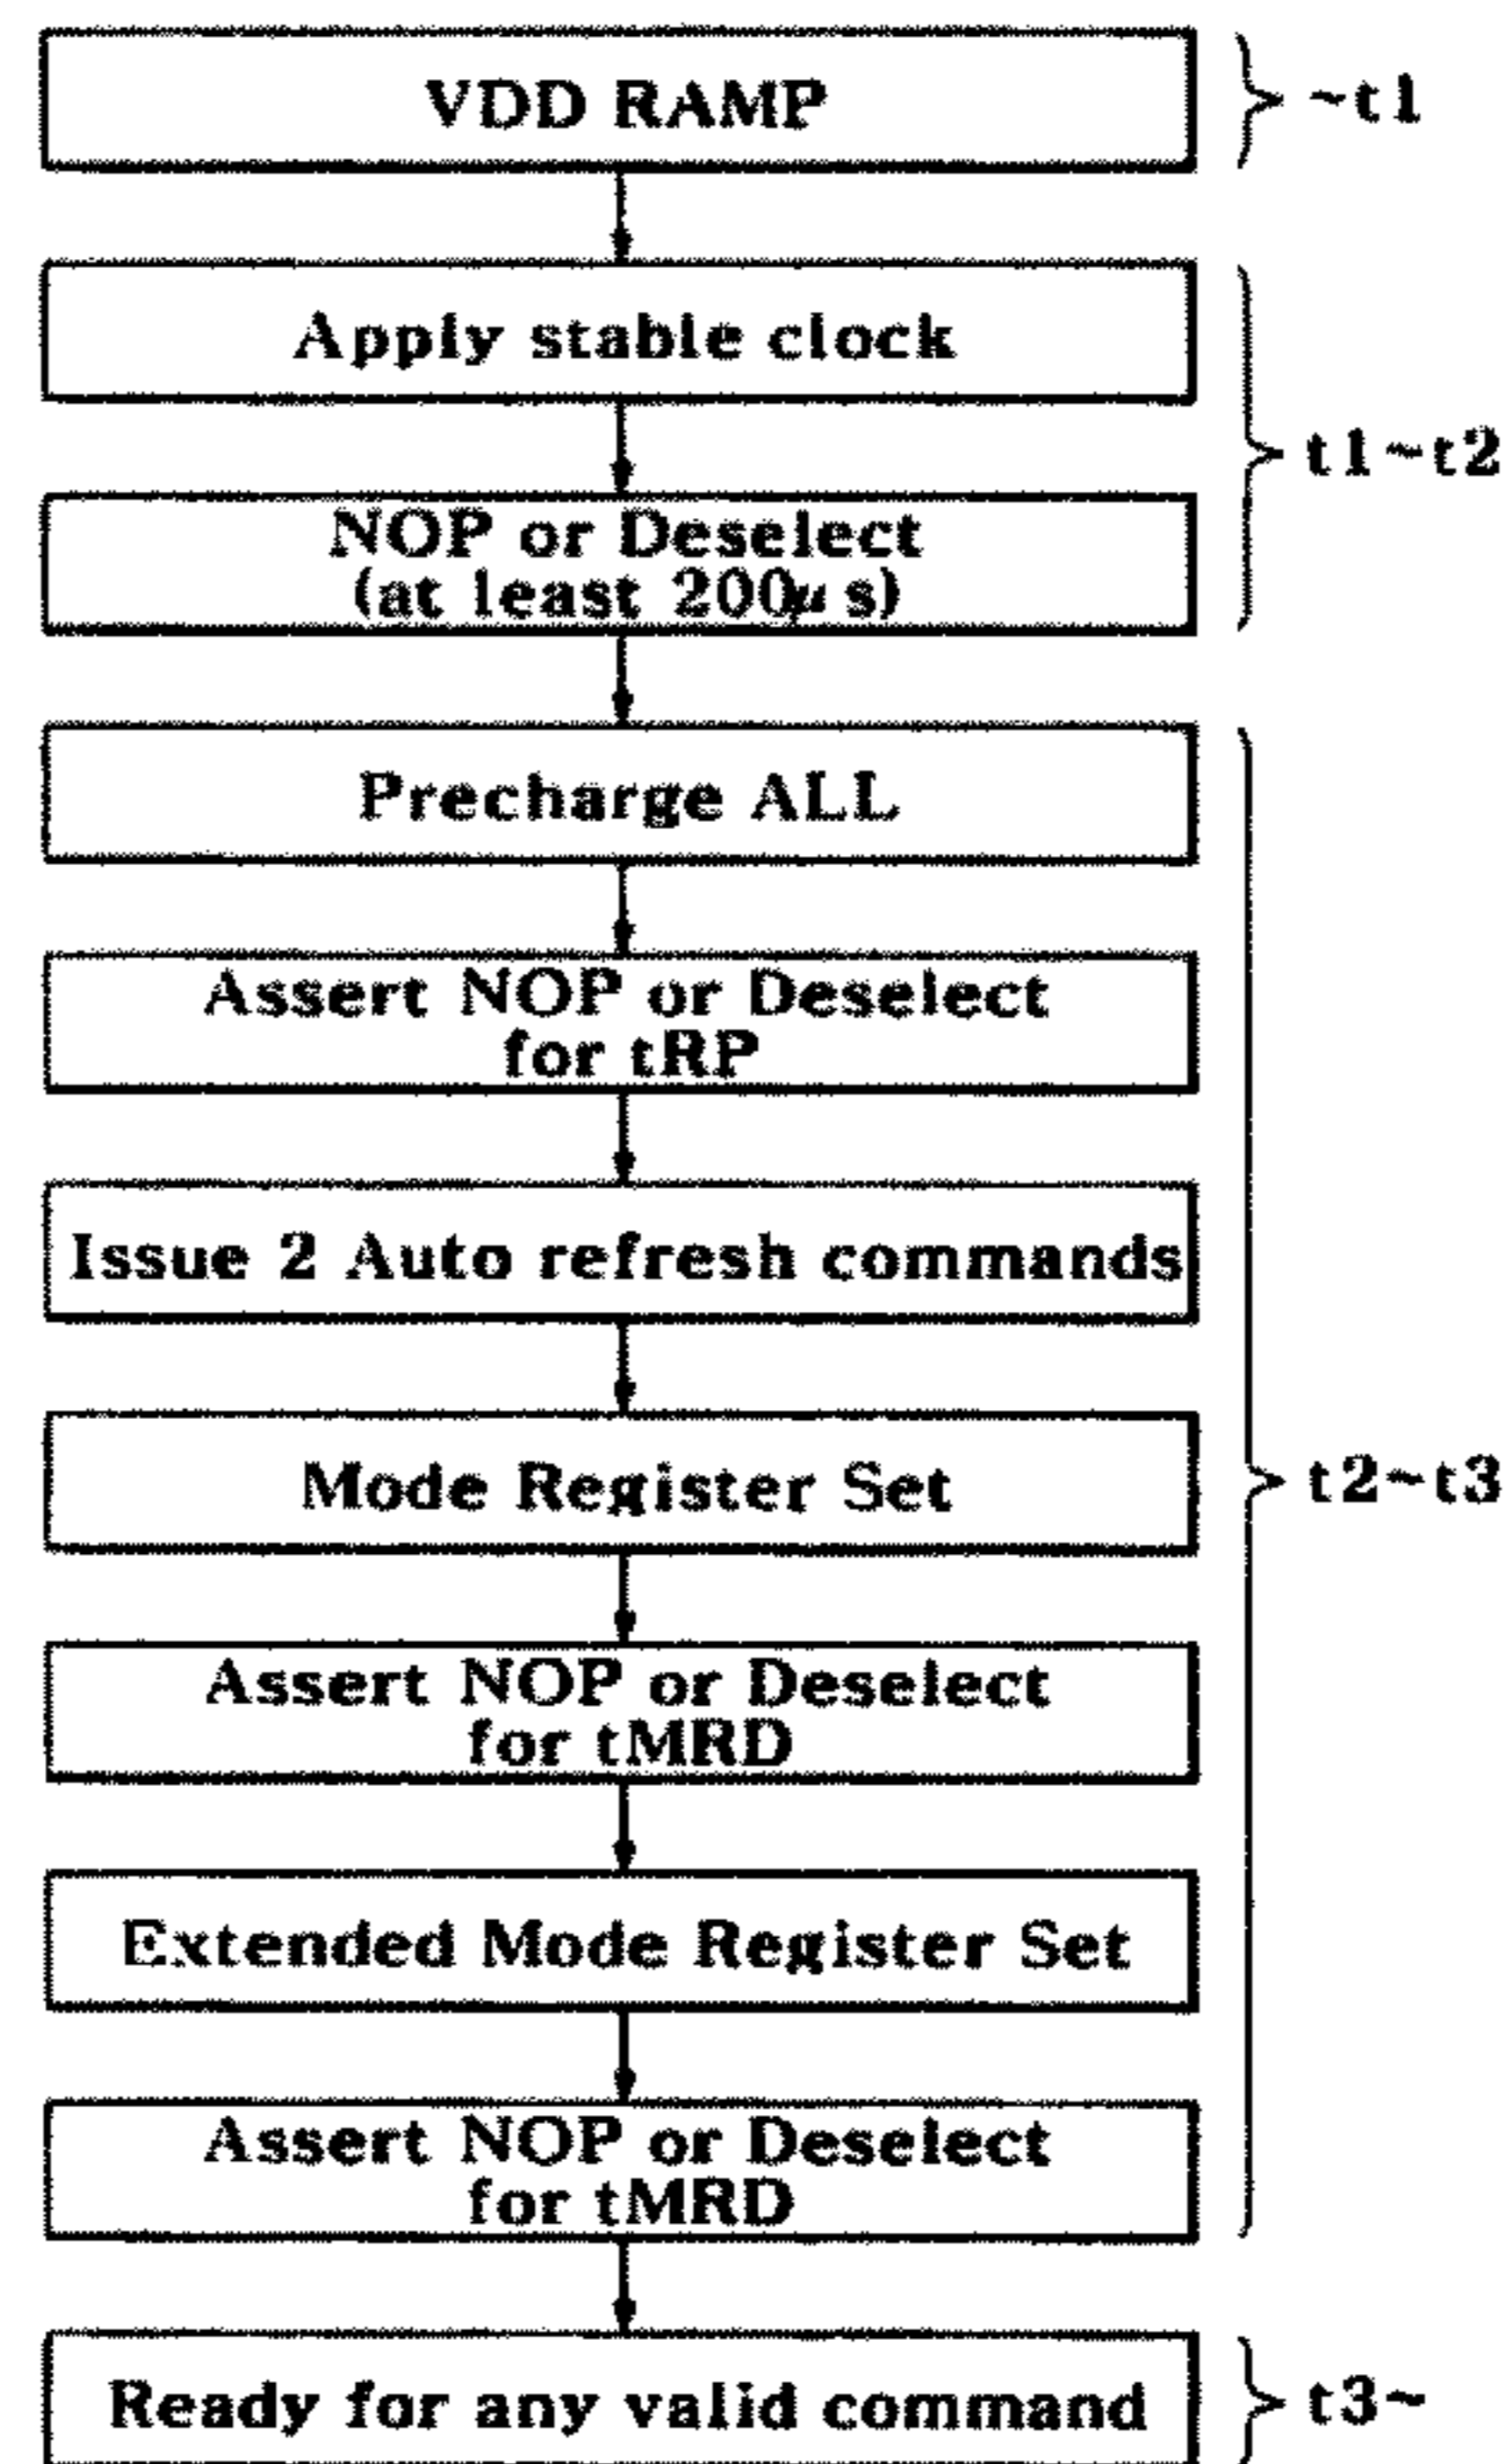 VDD RAMP
~t1
Apply stable clock
t1~t2
NOP or Deselect
(at least 200μs)
Precharge ALL
Assert NOP or Deselect
for tRP
Issue 2 Auto refresh commands
Mode Register Set
t2~t3
Assert NOP or Deselect
for tMRD
Extended Mode Register Set
Assert NOP or Deselect
for tMRD
Ready for any valid command
t3~